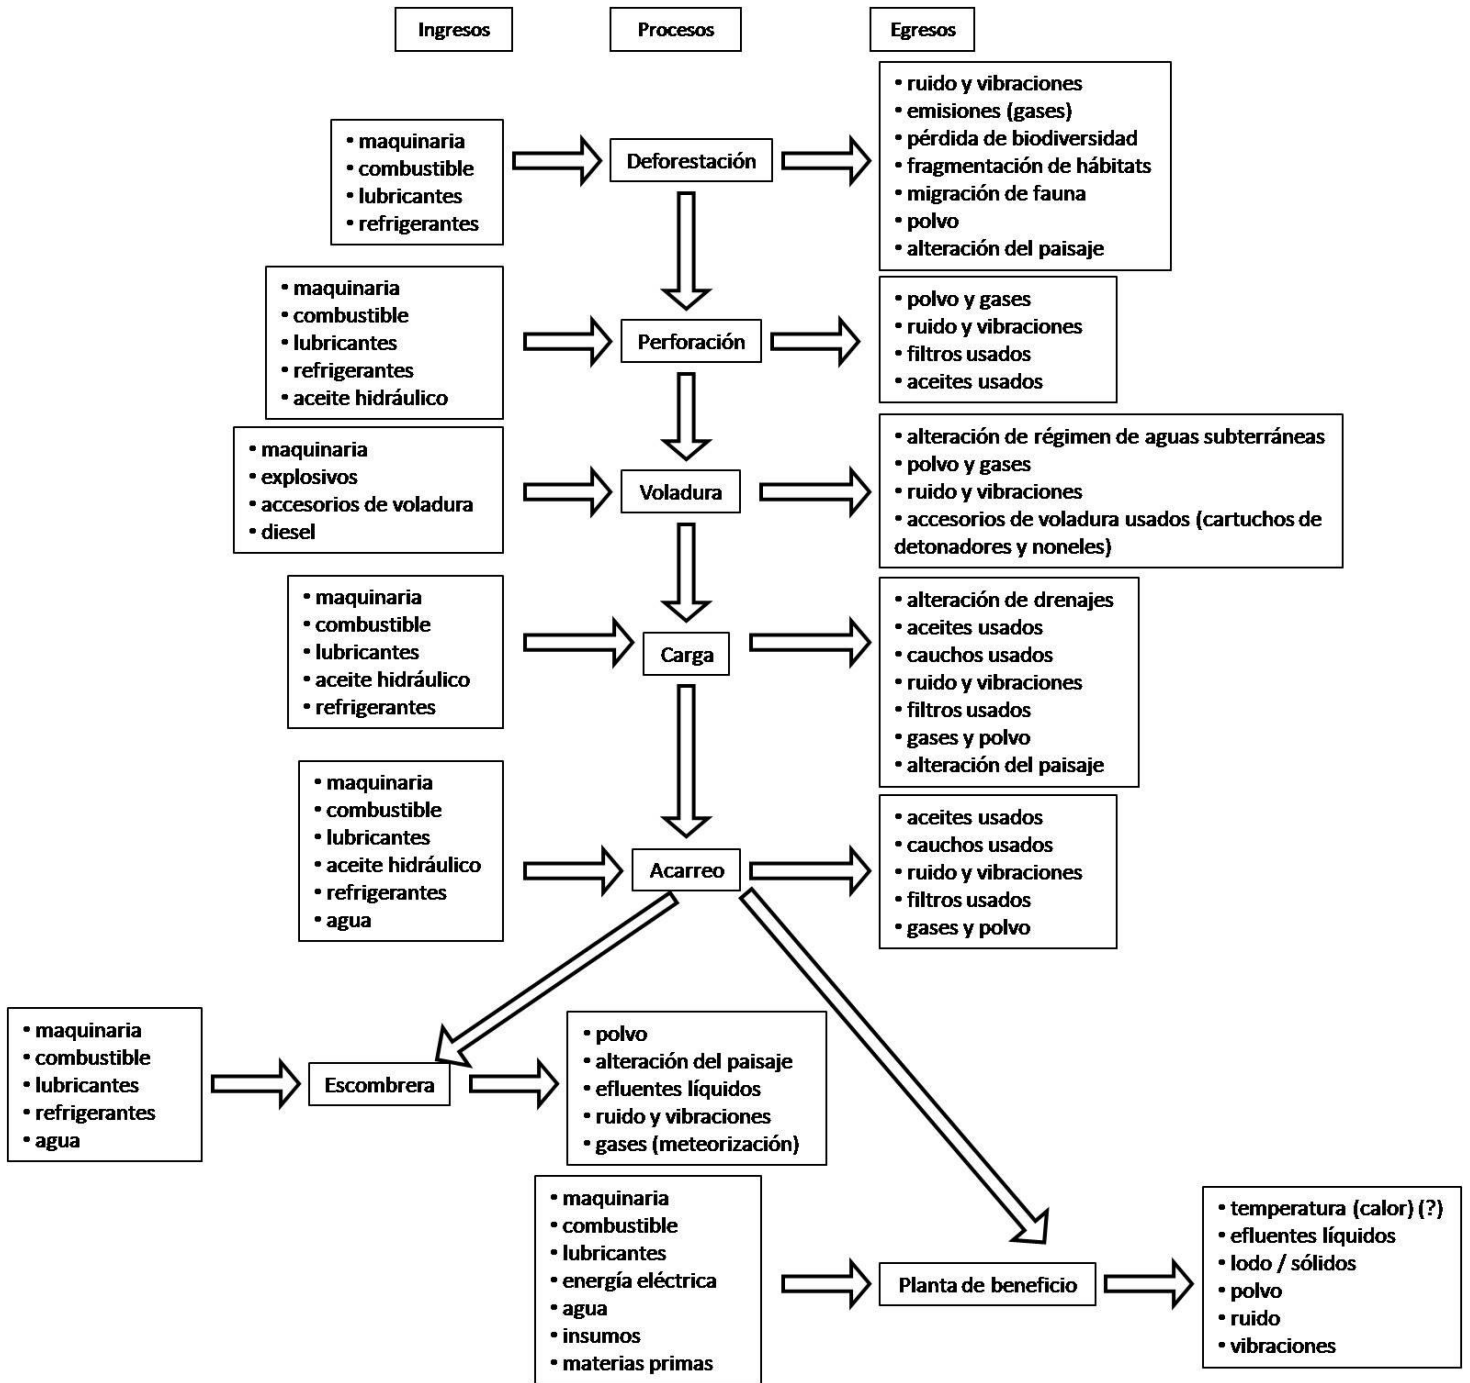 Ingresos
Procesos
Egresos
• maquinaria
• combustible
• lubricantes
• refrigerantes
Deforestación
• ruido y vibraciones
• emisiones (gases)
• pérdida de biodiversidad
• fragmentación de hábitats
• migración de fauna
• polvo
• alteración del paisaje
• maquinaria
• combustible
• lubricantes
• refrigerantes
• aceite hidráulico
Perforación
• polvo y gases
• ruido y vibraciones
• filtros usados
• aceites usados
• maquinaria
• explosivos
• accesorios de voladura
• diesel
Voladura
• alteración de régimen de aguas subterráneas
• polvo y gases
• ruido y vibraciones
• accesorios de voladura usados (cartuchos de
detonadores y noneles)
• maquinaria
• combustible
• lubricantes
• aceite hidráulico
• refrigerantes
Carga
• alteración de drenajes
• aceites usados
• cauchos usados
• ruido y vibraciones
• filtros usados
• gases y polvo
• alteración del paisaje
• maquinaria
• combustible
• lubricantes
• aceite hidráulico
• refrigerantes
• agua
Acarreo
• aceites usados
• cauchos usados
• ruido y vibraciones
• filtros usados
• gases y polvo
• maquinaria
• combustible
• lubricantes
• refrigerantes
• agua
Escombrera
• polvo
• alteración del paisaje
• efluentes líquidos
• ruido y vibraciones
• gases (meteorización)
• maquinaria
• combustible
• lubricantes
• energía eléctrica
• agua
• insumos
• materias primas
Planta de beneficio
• temperatura (calor) (?)
• efluentes líquidos
• lodo / sólidos
• polvo
• ruido
• vibraciones